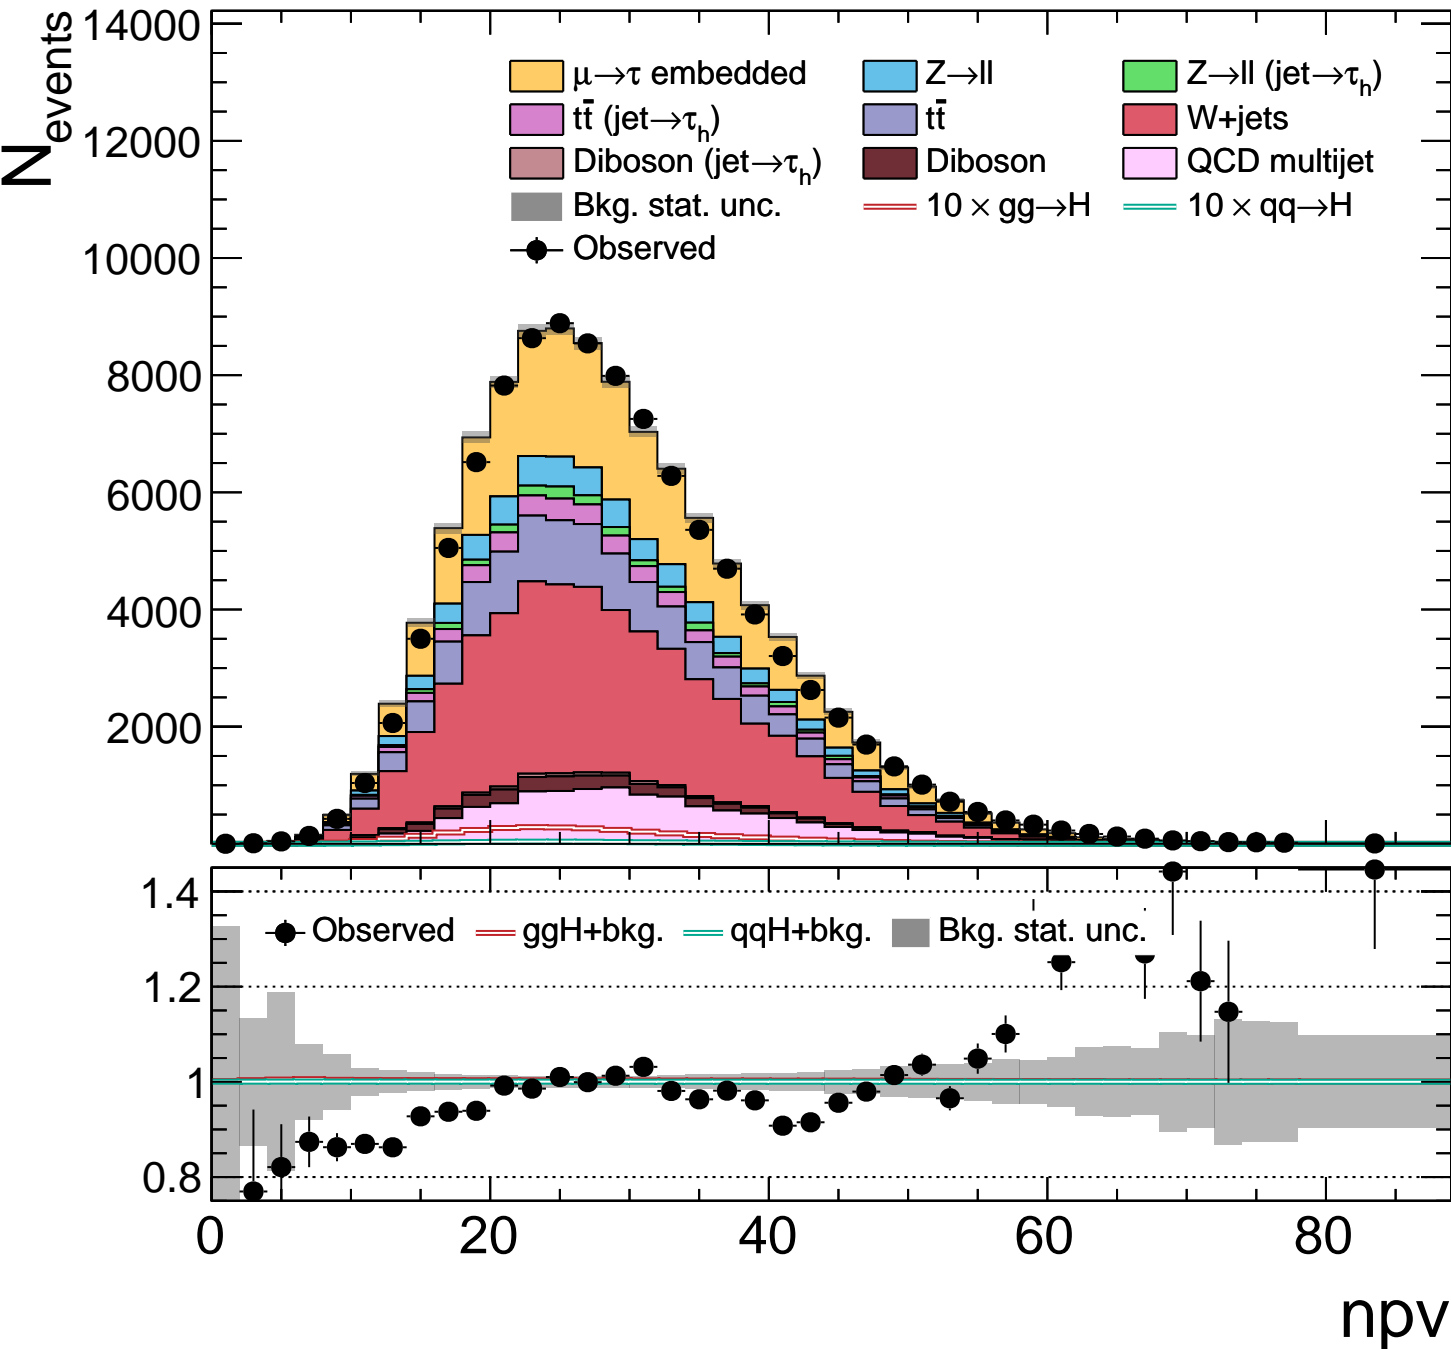 N_events
14000
12000
10000
8000
6000
4000
2000
μ→τ embedded Z→ll Z→ll (jet→τ_h)
tt̄ (jet→τ_h) tt̄ W+jets
Diboson (jet→τ_h) Diboson QCD multijet
Bkg. stat. unc. 10 × gg→H 10 × qq→H
Observed
1.4
1.2
1
0.8
Observed ggH+bkg. qqH+bkg. Bkg. stat. unc.
0 20 40 60 80
npv